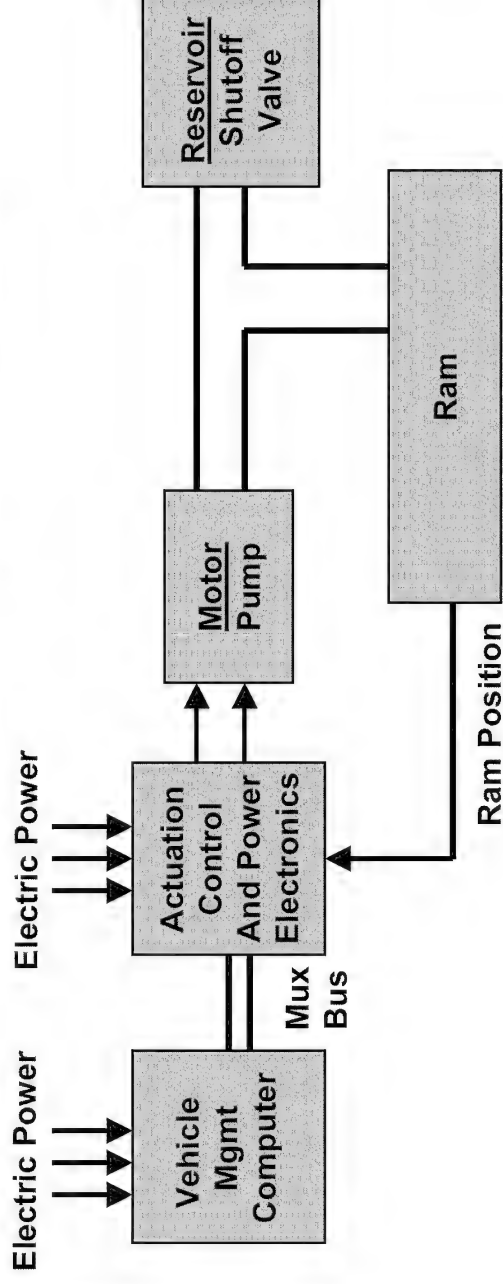 Electric Power
Electric Power
Vehicle
Mgmt
Computer
Mux
Bus
Actuation
Control
And Power
Electronics
Motor
Pump
Reservoir
Shutoff
Valve
Ram
Ram Position